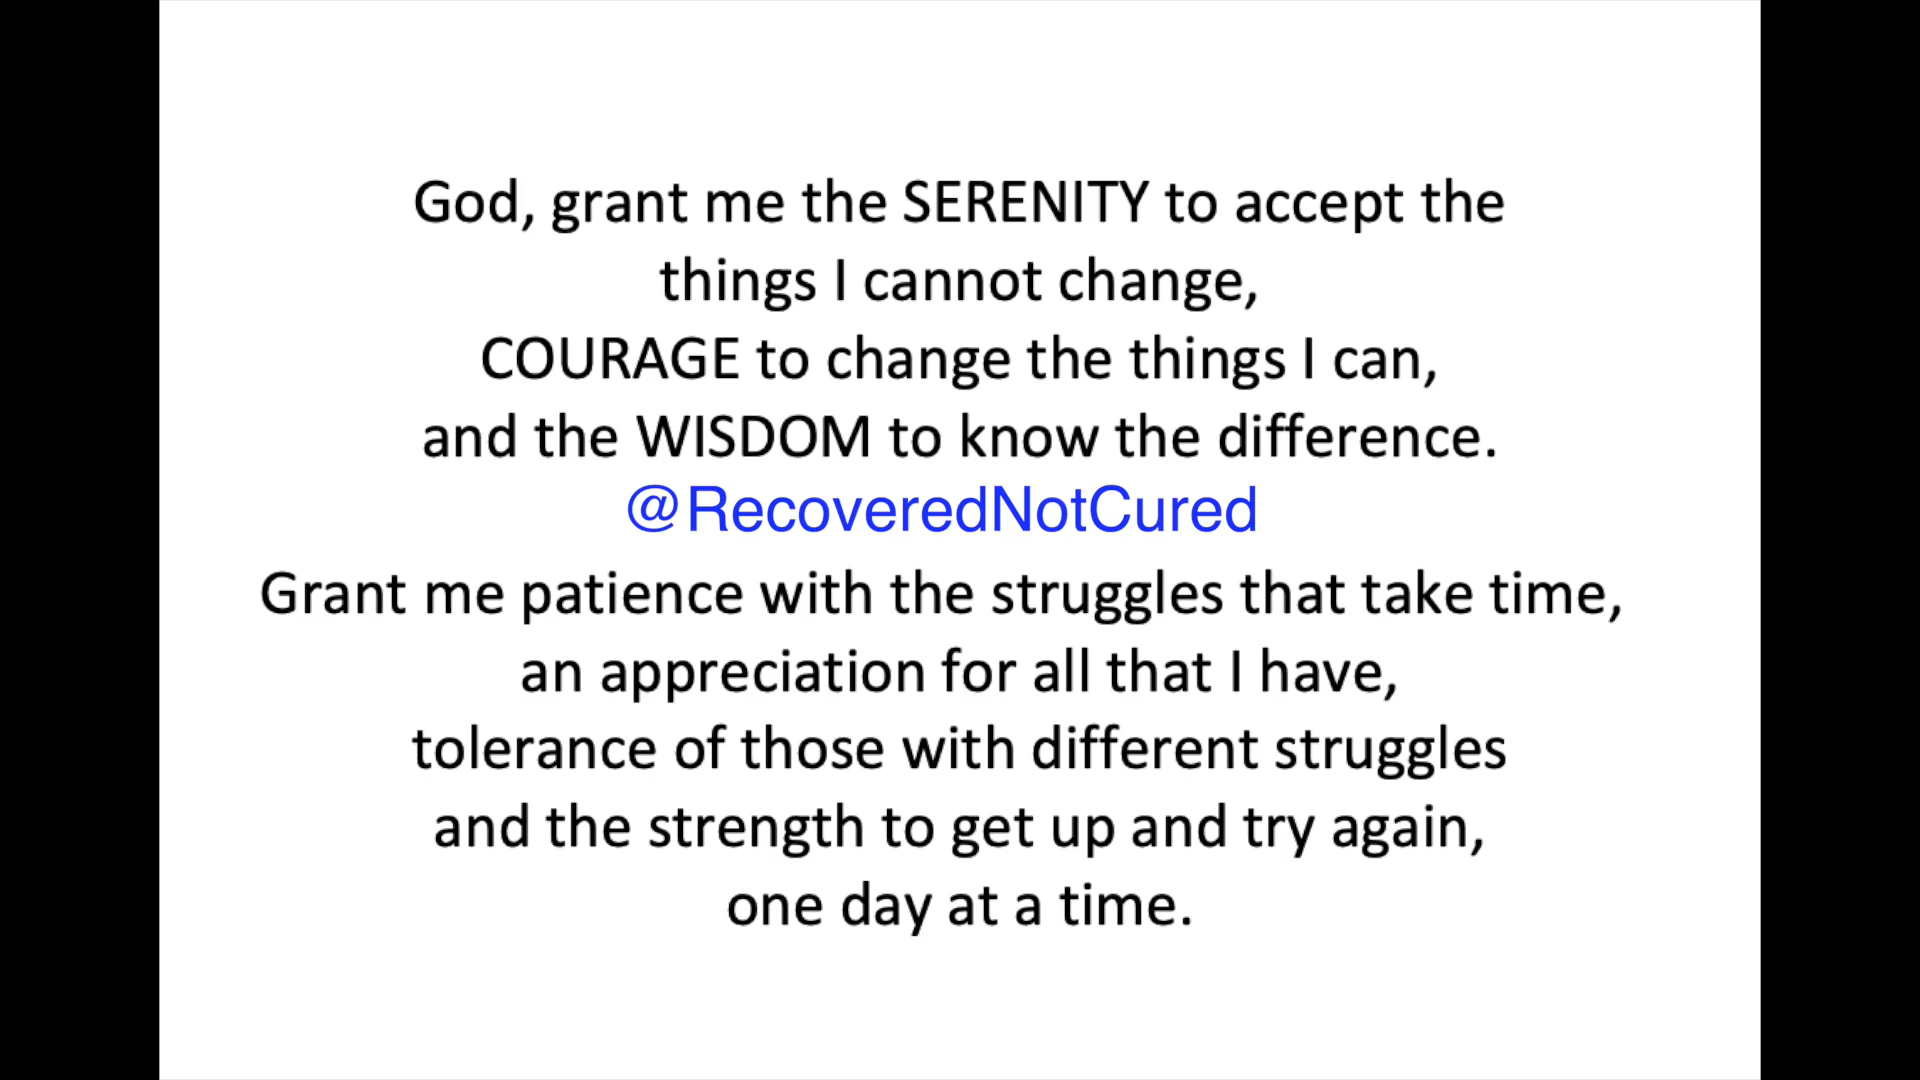 God, grant me the SERENITY to accept the
things I cannot change,
COURAGE to change the things I can,
and the WISDOM to know the difference.
@RecoveredNotCured
Grant me patience with the struggles that take time,
an appreciation for all that I have,
tolerance of those with different struggles
and the strength to get up and try again,
one day at a time.